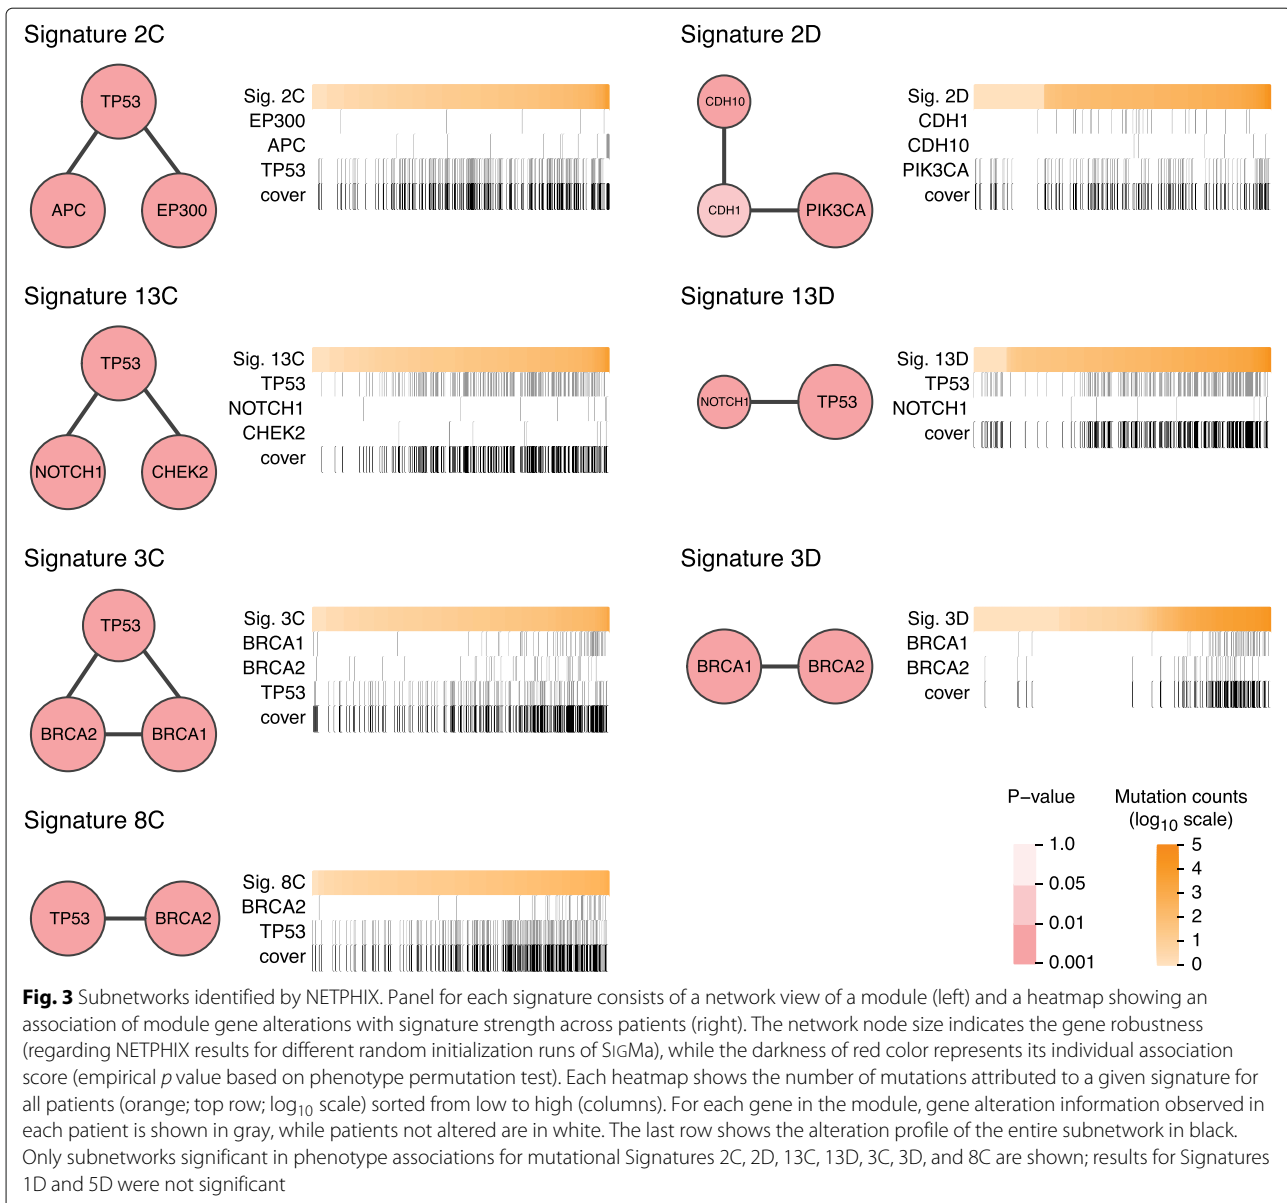 Signature 2C
TP53
APC
EP300
Sig. 2C
EP300
APC
TP53
cover
Signature 2D
CDH10
CDH1
PIK3CA
Sig. 2D
CDH1
CDH10
PIK3CA
cover
Signature 13C
TP53
NOTCH1
CHEK2
Sig. 13C
TP53
NOTCH1
CHEK2
cover
Signature 13D
NOTCH1
TP53
Sig. 13D
TP53
NOTCH1
cover
Signature 3C
TP53
BRCA2
BRCA1
Sig. 3C
BRCA1
BRCA2
TP53
cover
Signature 3D
BRCA1
BRCA2
Sig. 3D
BRCA1
BRCA2
cover
Signature 8C
TP53
BRCA2
Sig. 8C
BRCA2
TP53
cover
P−value
1.0
0.05
0.01
0.001
Mutation counts
(log10 scale)
5
4
3
2
1
0
Fig. 3 Subnetworks identified by NETPHIX. Panel for each signature consists of a network view of a module (left) and a heatmap showing an
association of module gene alterations with signature strength across patients (right). The network node size indicates the gene robustness
(regarding NETPHIX results for different random initialization runs of SIGMa), while the darkness of red color represents its individual association
score (empirical p value based on phenotype permutation test). Each heatmap shows the number of mutations attributed to a given signature for
all patients (orange; top row; log10 scale) sorted from low to high (columns). For each gene in the module, gene alteration information observed in
each patient is shown in gray, while patients not altered are in white. The last row shows the alteration profile of the entire subnetwork in black.
Only subnetworks significant in phenotype associations for mutational Signatures 2C, 2D, 13C, 13D, 3C, 3D, and 8C are shown; results for Signatures
1D and 5D were not significant